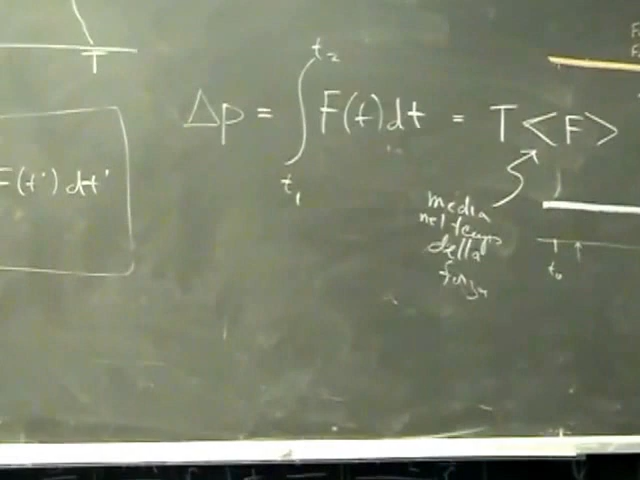 T
F(t')dt'
Δp = ∫_{t₁}^{t₂} F(t)dt = T<F>
media
nel tempo
della
forza
t₀